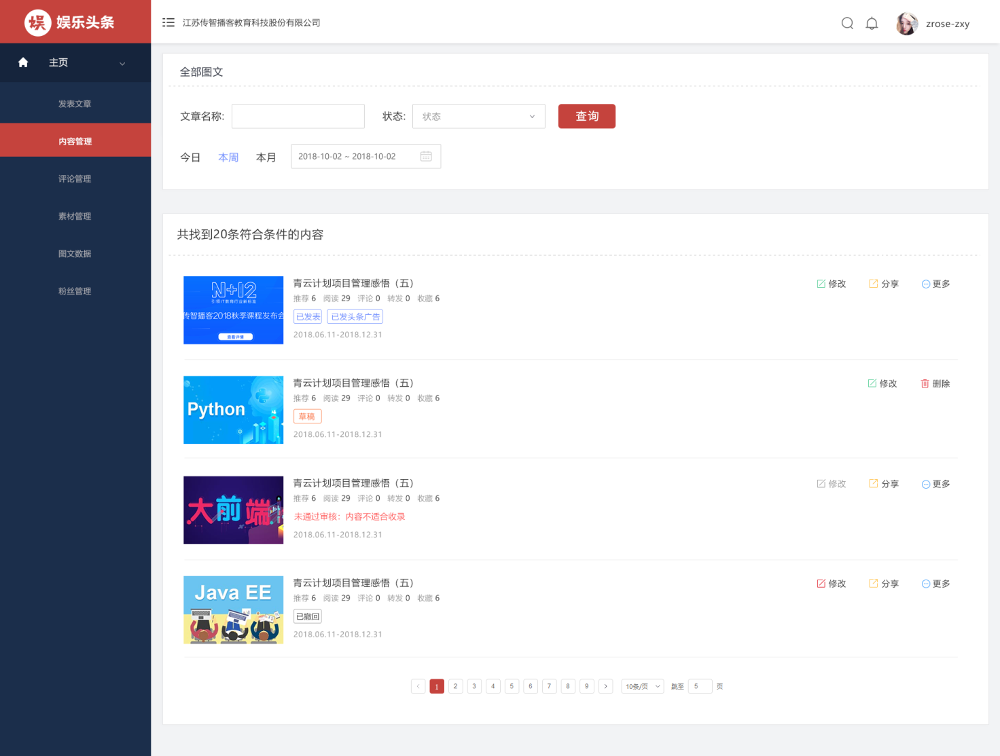 娱 娱乐头条
江苏传智播客教育科技股份有限公司
zrose-zxy
主页
发表文章
内容管理
评论管理
素材管理
图文数据
粉丝管理
全部图文
文章名称:
状态: 状态
查询
今日 本周 本月 2018-10-02 ~ 2018-10-02
共找到20条符合条件的内容
N+12
引领IT教育行业新标准
传智播客2018秋季课程发布会
查看详情
青云计划项目管理感悟（五）
修改 分享 更多
推荐 6 阅读 29 评论 0 转发 0 收藏 6
已发表 已发头条广告
2018.06.11-2018.12.31
Python
青云计划项目管理感悟（五）
修改 删除
推荐 6 阅读 29 评论 0 转发 0 收藏 6
草稿
2018.06.11-2018.12.31
大前端
青云计划项目管理感悟（五）
修改 分享 更多
推荐 6 阅读 29 评论 0 转发 0 收藏 6
未通过审核：内容不适合收录
2018.06.11-2018.12.31
Java EE
青云计划项目管理感悟（五）
修改 分享 更多
推荐 6 阅读 29 评论 0 转发 0 收藏 6
已撤回
2018.06.11-2018.12.31
< 1 2 3 4 5 6 7 8 9 > 10条/页 跳至 5 页